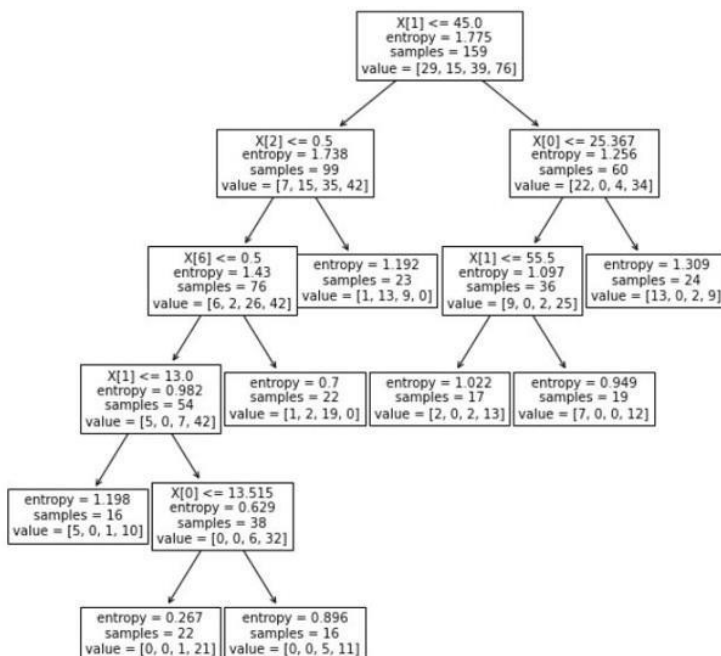 X[1] <= 45.0
entropy = 1.775
samples = 159
value = [29, 15, 39, 76]
X[2] <= 0.5
entropy = 1.738
samples = 99
value = [7, 15, 35, 42]
X[0] <= 25.367
entropy = 1.256
samples = 60
value = [22, 0, 4, 34]
X[6] <= 0.5
entropy = 1.43
samples = 76
value = [6, 2, 26, 42]
entropy = 1.192
samples = 23
value = [1, 13, 9, 0]
X[1] <= 55.5
entropy = 1.097
samples = 36
value = [9, 0, 2, 25]
entropy = 1.309
samples = 24
value = [13, 0, 2, 9]
X[1] <= 13.0
entropy = 0.982
samples = 54
value = [5, 0, 7, 42]
entropy = 0.7
samples = 22
value = [1, 2, 19, 0]
entropy = 1.022
samples = 17
value = [2, 0, 2, 13]
entropy = 0.949
samples = 19
value = [7, 0, 0, 12]
entropy = 1.198
samples = 16
value = [5, 0, 1, 10]
X[0] <= 13.515
entropy = 0.629
samples = 38
value = [0, 0, 6, 32]
entropy = 0.267
samples = 22
value = [0, 0, 1, 21]
entropy = 0.896
samples = 16
value = [0, 0, 5, 11]